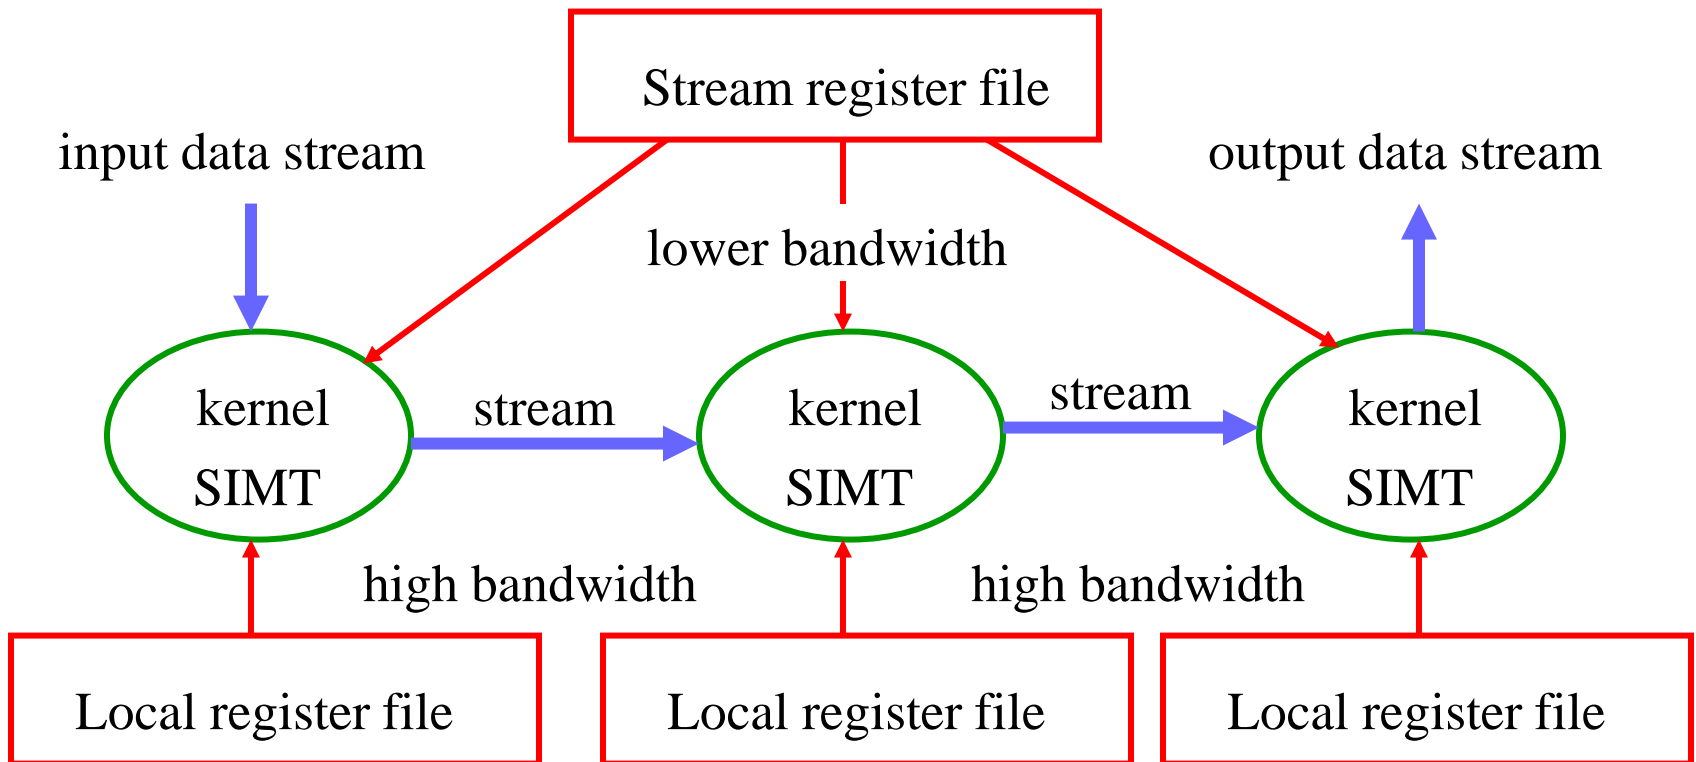 Stream register file
input data stream
output data stream
lower bandwidth
kernel
SIMT
stream
kernel
SIMT
stream
kernel
SIMT
high bandwidth
high bandwidth
Local register file
Local register file
Local register file